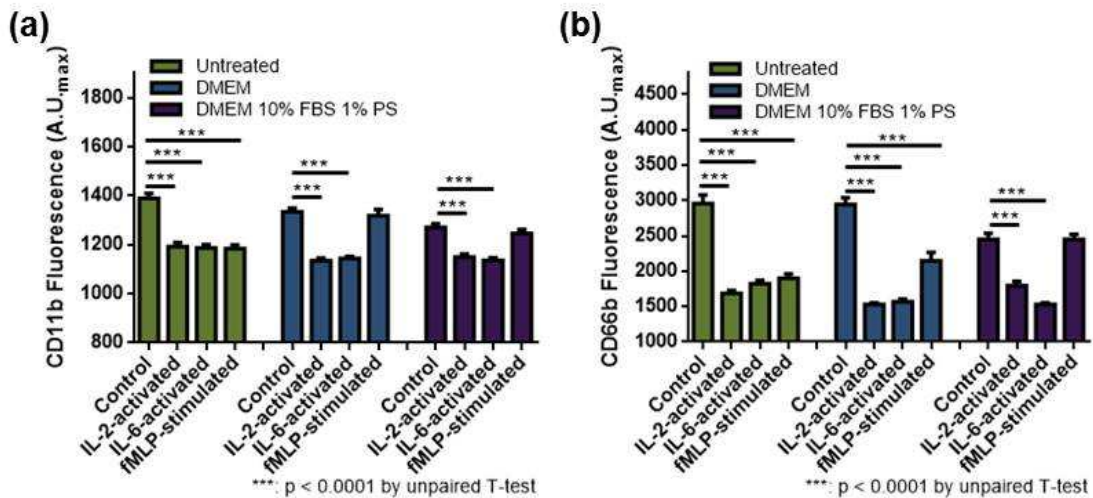 (a)
CD11b Fluorescence (A.U.max)
Untreated
DMEM
DMEM 10% FBS 1% PS
1800
1600
1400
1200
1000
800
*** 
***
***
***
***
***
***
Control
IL-2-activated
IL-6-activated
fMLP-stimulated
Control
IL-2-activated
IL-6-activated
fMLP-stimulated
Control
IL-2-activated
IL-6-activated
fMLP-stimulated
***: p < 0.0001 by unpaired T-test
(b)
CD66b Fluorescence (A.U.max)
Untreated
DMEM
DMEM 10% FBS 1% PS
4500
4000
3500
3000
2500
2000
1500
1000
***
***
***
***
***
***
***
***
Control
IL-2-activated
IL-6-activated
fMLP-stimulated
Control
IL-2-activated
IL-6-activated
fMLP-stimulated
Control
IL-2-activated
IL-6-activated
fMLP-stimulated
***: p < 0.0001 by unpaired T-test